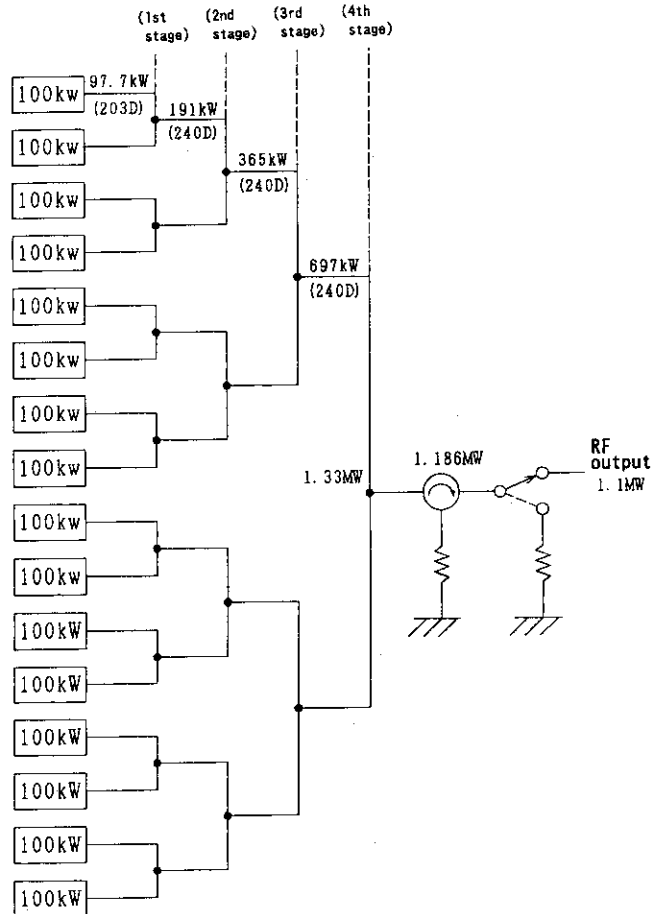 (1st stage)
(2nd stage)
(3rd stage)
(4th stage)
100kw
97.7kW
(203D)
191kW
(240D)
100kw
365kW
(240D)
100kw
100kw
697kW
(240D)
100kw
100kw
100kw
100kw
1.33MW
1.186MW
RF output
1.1MW
100kw
100kw
100kW
100kW
100kW
100kW
100kW
100kW